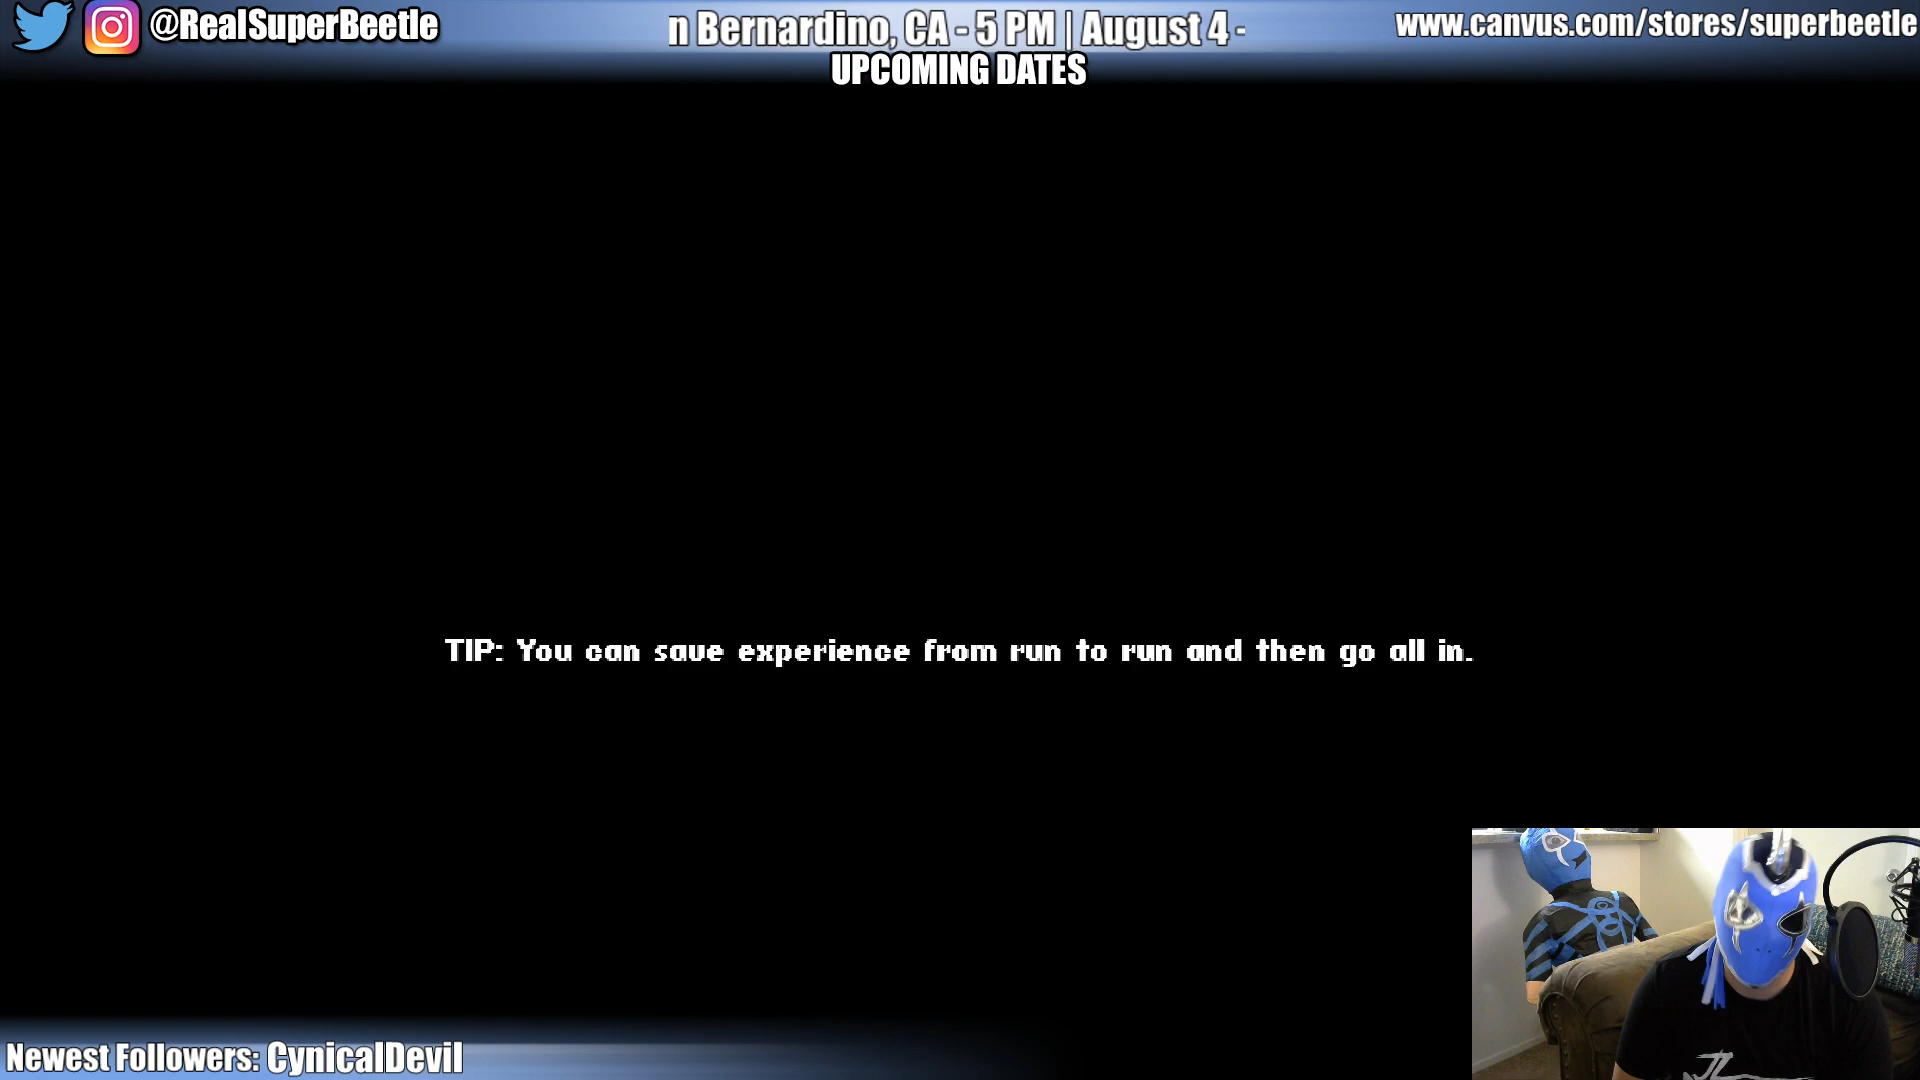 @RealSuperBeetle
n Bernardino, CA - 5 PM | August 4 -
www.canvus.com/stores/superbeetle
UPCOMING DATES
TIP: You can save experience from run to run and then go all in.
Newest Followers: CynicalDevil